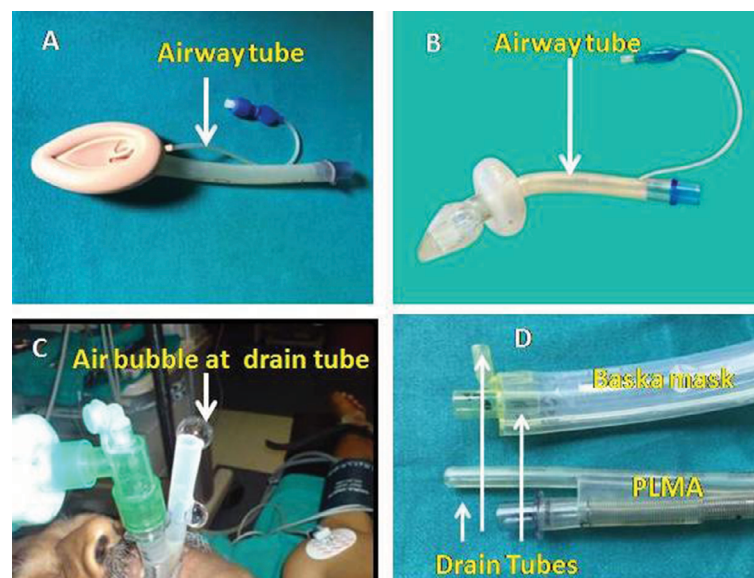 A
Airway tube
B
Airway tube
C
Air bubble at drain tube
D
Baska mask
PLMA
Drain Tubes